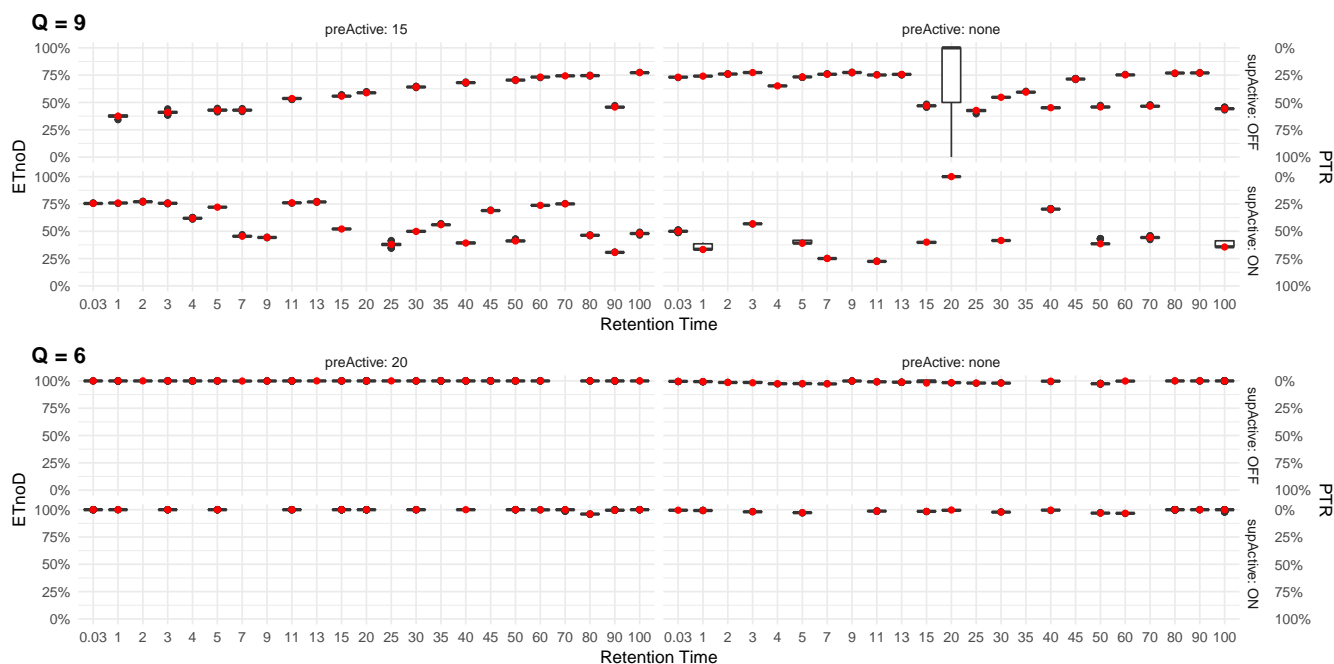 Q = 9
preActive: 15 preActive: none
100% 0%
75% 25%
50% 50%
25% 75%
0% 100%
supActive: OFF
ETnoD
PTR
100% 0%
75% 25%
50% 50%
25% 75%
0% 100%
supActive: ON
0.03 1 2 3 4 5 7 9 11 13 15 20 25 30 35 40 45 50 60 70 80 90 100 0.03 1 2 3 4 5 7 9 11 13 15 20 25 30 35 40 45 50 60 70 80 90 100
Retention Time
Q = 6
preActive: 20 preActive: none
100% 0%
75% 25%
50% 50%
25% 75%
0% 100%
supActive: OFF
ETnoD
PTR
100% 0%
75% 25%
50% 50%
25% 75%
0% 100%
supActive: ON
0.03 1 2 3 4 5 7 9 11 13 15 20 25 30 35 40 45 50 60 70 80 90 100 0.03 1 2 3 4 5 7 9 11 13 15 20 25 30 35 40 45 50 60 70 80 90 100
Retention Time